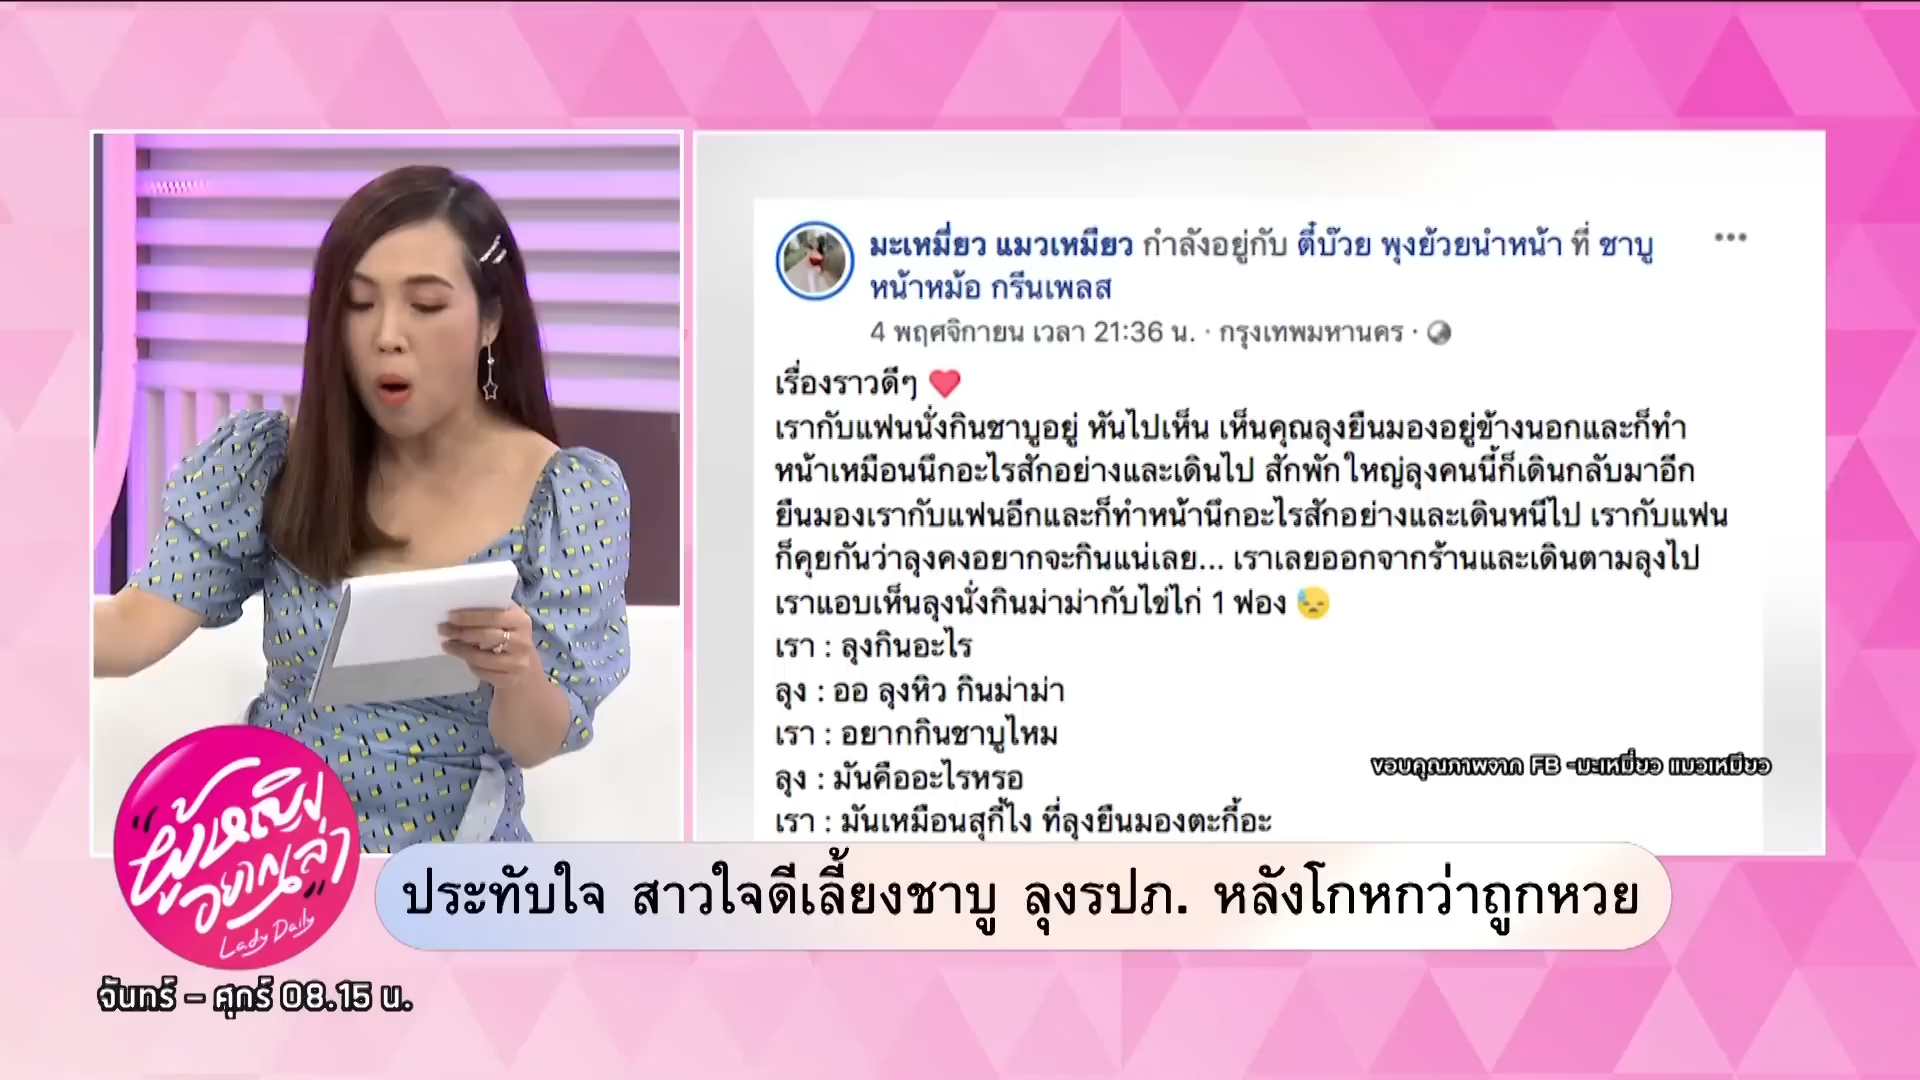 มะเหมี่ยว แมวเหมียว กำลังอยู่กับ ตี๋บ๊วย พุงย้วยนำหน้า ที่ ชาบู
หน้าหม้อ กรีนเพลส
4 พฤศจิกายน เวลา 21:36 น. · กรุงเทพมหานคร ·
เรื่องราวดีๆ ❤️
เรากับแฟนนั่งกินชาบูอยู่ หันไปเห็น เห็นคุณลุงยืนมองอยู่ข้างนอกและก็ทำ
หน้าเหมือนนึกอะไรสักอย่างและเดินไป สักพักใหญ่ลุงคนนี้ก็เดินกลับมาอีก
ยืนมองเรากับแฟนอีกและก็ทำหน้านึกอะไรสักอย่างและเดินหนีไป เรากับแฟน
ก็คุยกันว่าลุงคงอยากจะกินแน่เลย... เราเลยออกจากร้านและเดินตามลุงไป
เราแอบเห็นลุงนั่งกินม่าม่ากับไข่ไก่ 1 ฟอง 😓
เรา : ลุงกินอะไร
ลุง : ออ ลุงหิว กินม่าม่า
เรา : อยากกินชาบูไหม
ลุง : มันคืออะไรหรอ
เรา : มันเหมือนสุกี้ไง ที่ลุงยืนมองตะกี้อะ
ขอบคุณภาพจาก FB -มะเหมี่ยว แมวเหมียว
"ผู้หญิง
อยากเล่า"
Lady Daily
ประทับใจ สาวใจดีเลี้ยงชาบู ลุงรปภ. หลังโกหกว่าถูกหวย
จันทร์ – ศุกร์ 08.15 น.